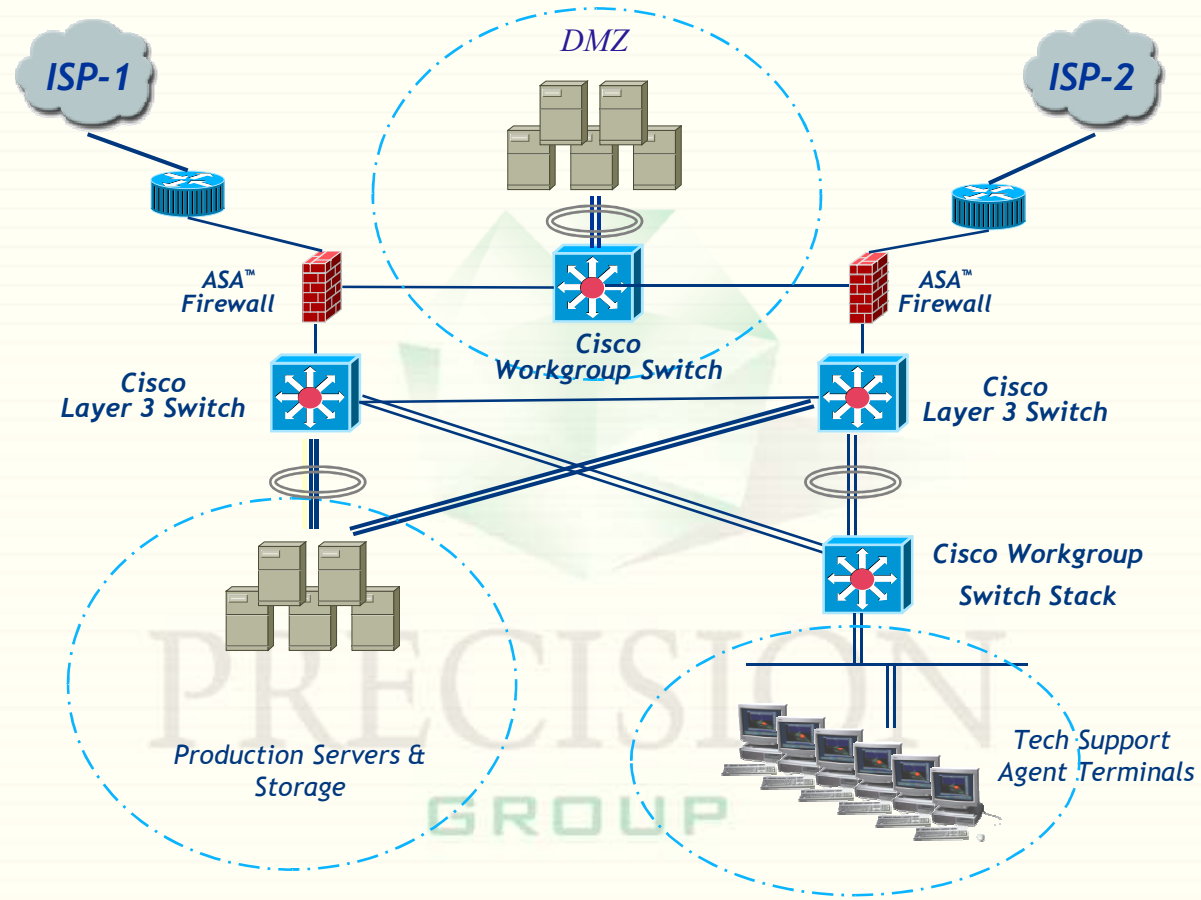 ISP-1
DMZ
ISP-2
ASA™
Firewall
ASA™
Firewall
Cisco
Workgroup Switch
Cisco
Layer 3 Switch
Cisco
Layer 3 Switch
Cisco Workgroup
Switch Stack
PRECISION
Production Servers &
Storage
Tech Support
Agent Terminals
GROUP